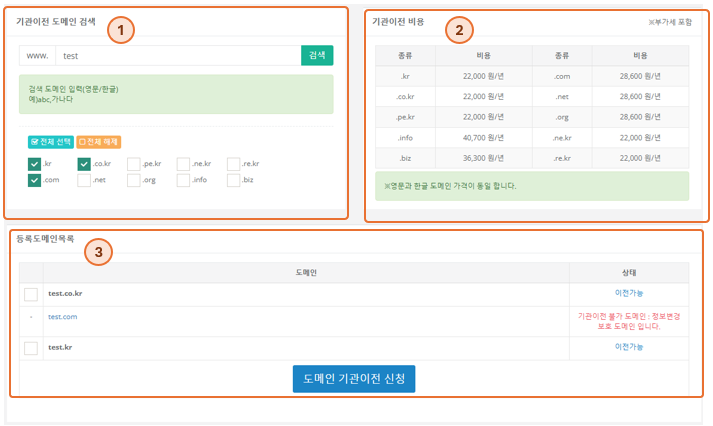 기관이전 도메인 검색
1
www. test 검색
검색 도메인 입력(영문/한글)
예)abc,가나다
전체 선택 전체 해제
.kr .co.kr .pe.kr .ne.kr .re.kr
.com .net .org .info .biz
기관이전 비용
2
※부가세 포함
종류 비용 종류 비용
.kr 22,000 원/년 .com 28,600 원/년
.co.kr 22,000 원/년 .net 28,600 원/년
.pe.kr 22,000 원/년 .org 28,600 원/년
.info 40,700 원/년 .ne.kr 22,000 원/년
.biz 36,300 원/년 .re.kr 22,000 원/년
※영문과 한글 도메인 가격이 동일 합니다.
등록도메인목록
3
도메인 상태
test.co.kr 이전가능
test.com 기관이전 불가 도메인 : 정보변경
보호 도메인 입니다.
test.kr 이전가능
도메인 기관이전 신청